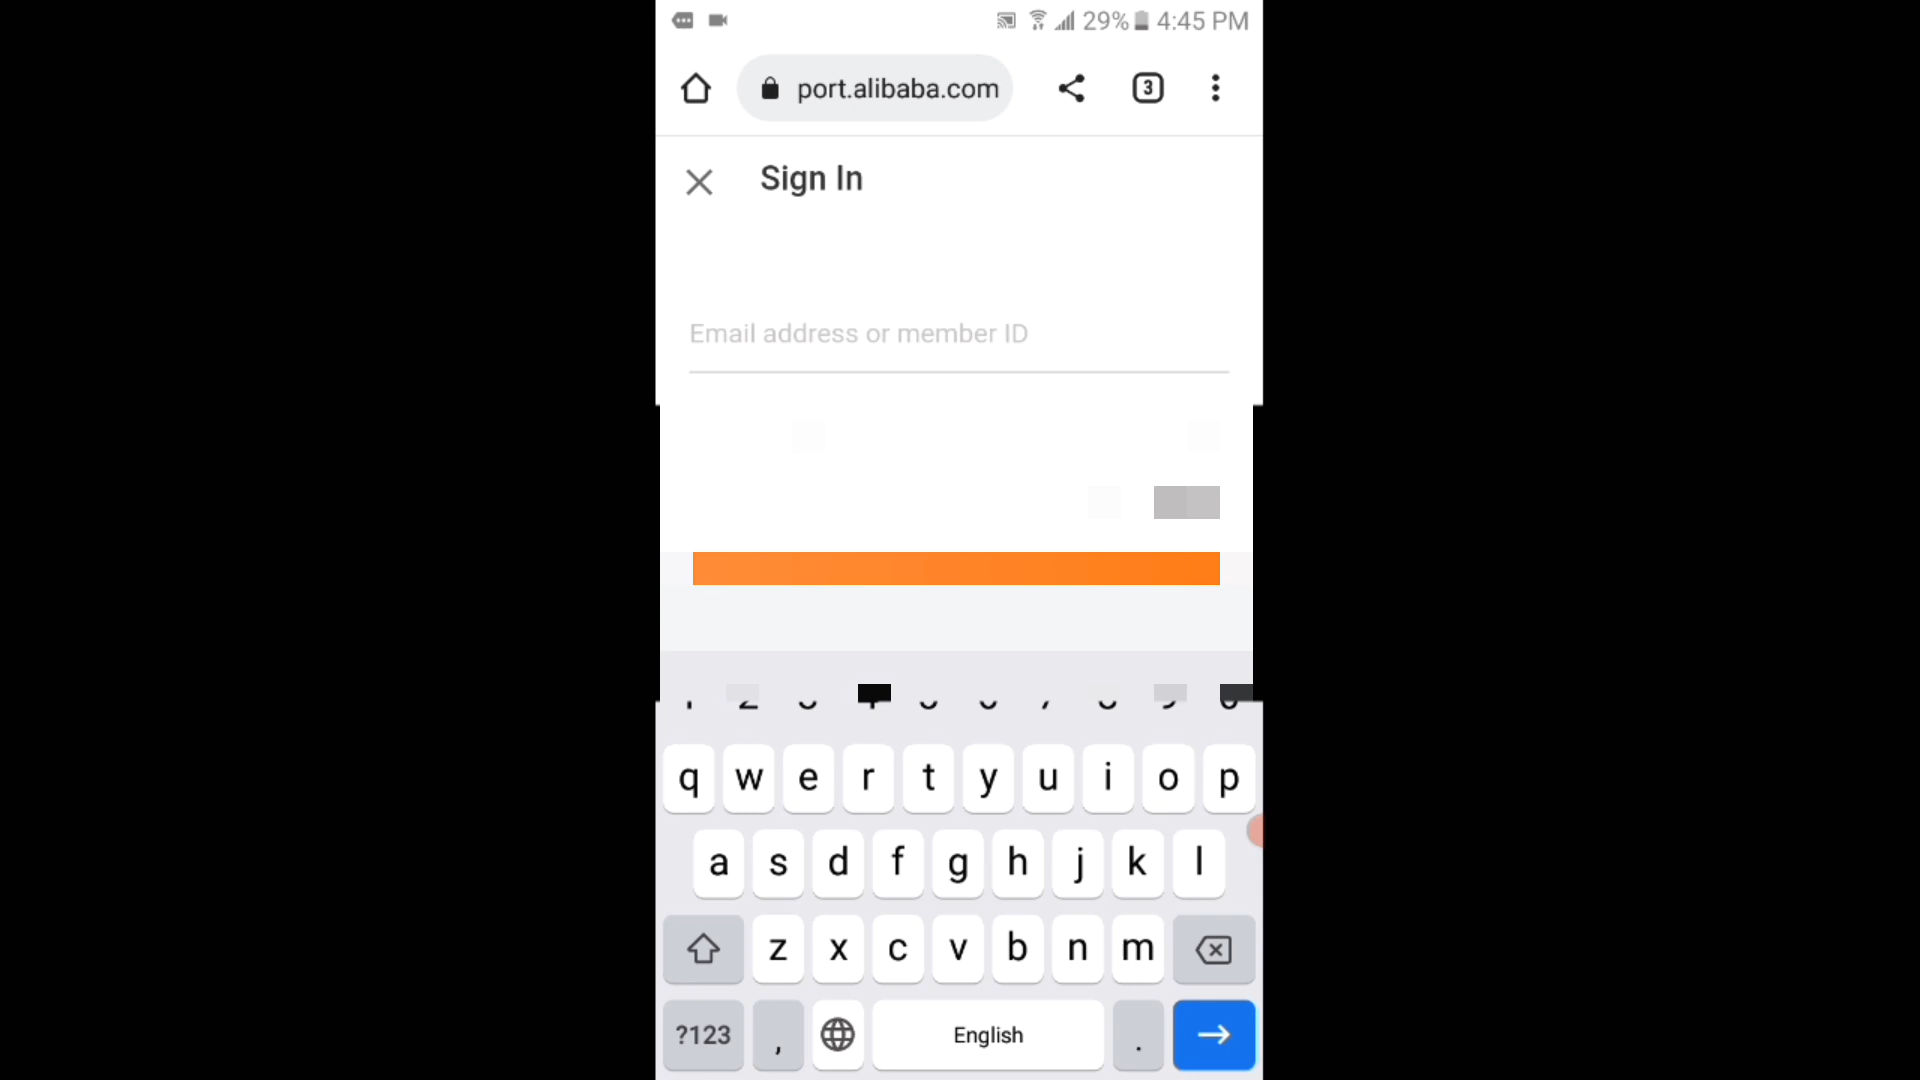 29% 4:45 PM
port.alibaba.com
3
Sign In
Email address or member ID
q w e r t y u i o p
a s d f g h j k l
z x c v b n m
?123 , English .